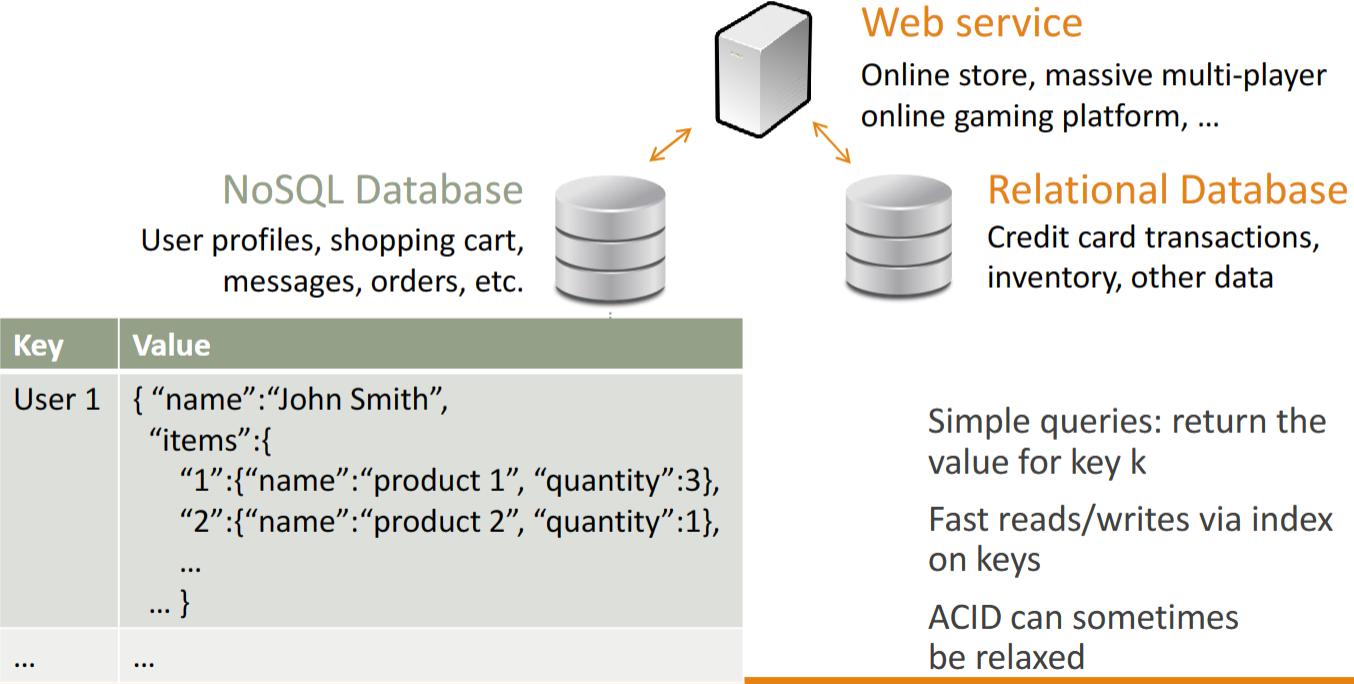 Web service
Online store, massive multi-player
online gaming platform, ...
NoSQL Database
User profiles, shopping cart,
messages, orders, etc.
Relational Database
Credit card transactions,
inventory, other data
Key Value
User 1 { “name”:“John Smith”,
“items”:{
“1”:{“name”:“product 1”, “quantity”:3},
“2”:{“name”:“product 2”, “quantity”:1},
...
... }
... ...
Simple queries: return the
value for key k
Fast reads/writes via index
on keys
ACID can sometimes
be relaxed